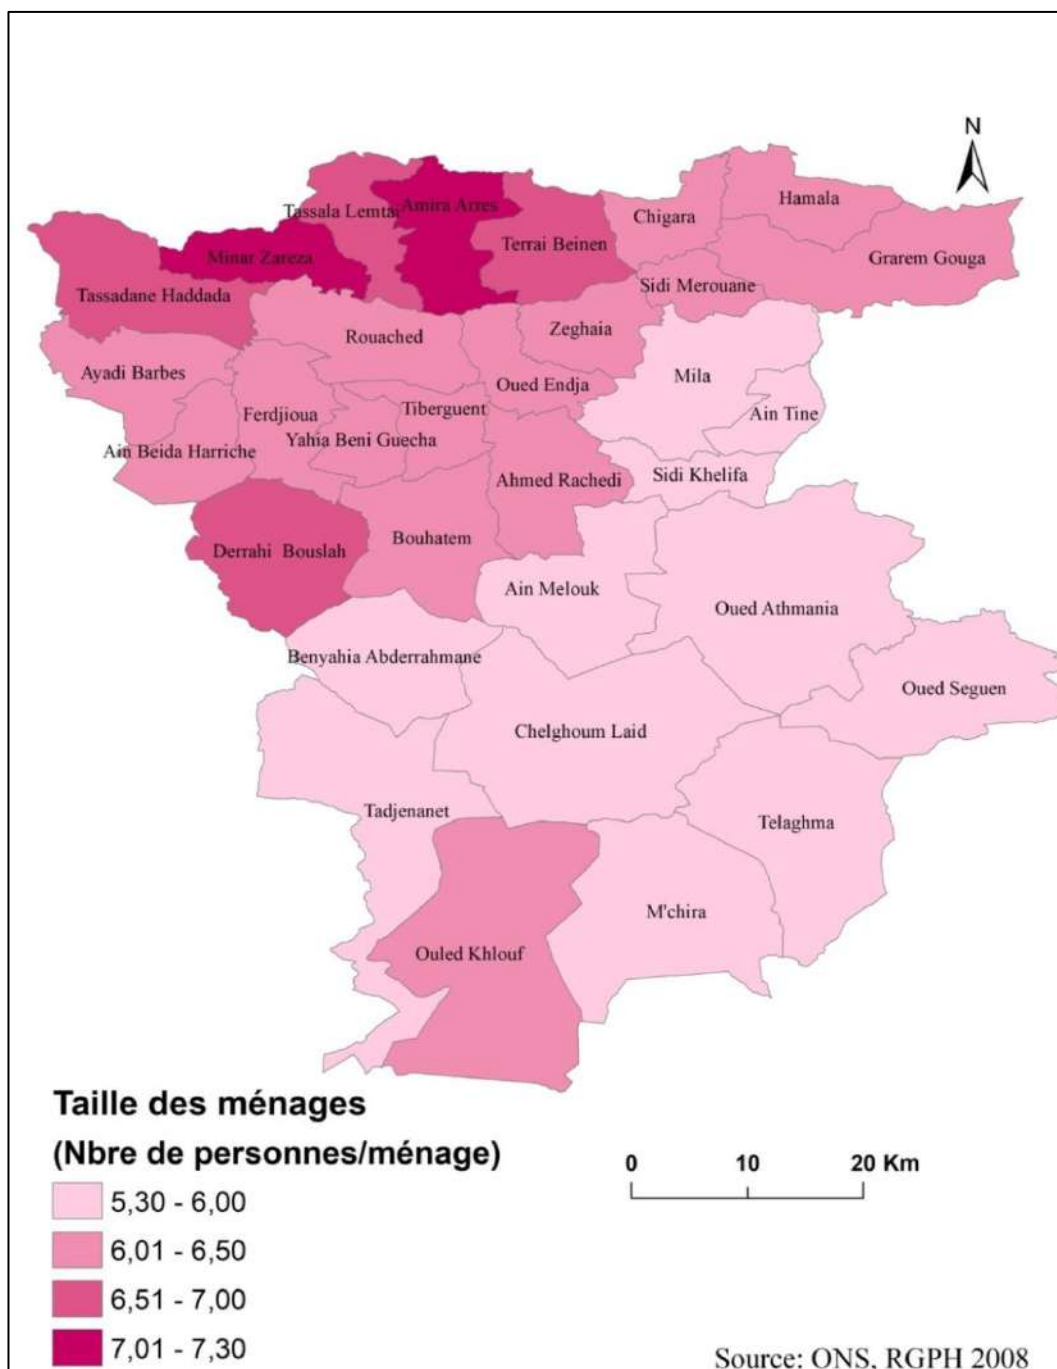 N
Hamala
Tassala Lemtai
Amira Arres
Chigara
Terrai Beinen
Minar Zareza
Grarem Gouga
Sidi Merouane
Tassadane Haddada
Zeghaia
Rouached
Ayadi Barbes
Mila
Oued Endja
Tiberguent
Ferdjioua
Ain Tine
Yahia Beni Guecha
Ain Beida Harriche
Sidi Khelifa
Ahmed Rachedi
Bouhatem
Derrahi Bouslah
Ain Melouk
Oued Athmania
Benyahia Abderrahmane
Oued Seguen
Chelghoum Laid
Tadjenanet
Telaghma
M'chira
Ouled Khlouf
Taille des ménages
(Nbre de personnes/ménage)
0 10 20 Km
5,30 - 6,00
6,01 - 6,50
6,51 - 7,00
7,01 - 7,30
Source: ONS, RGPH 2008